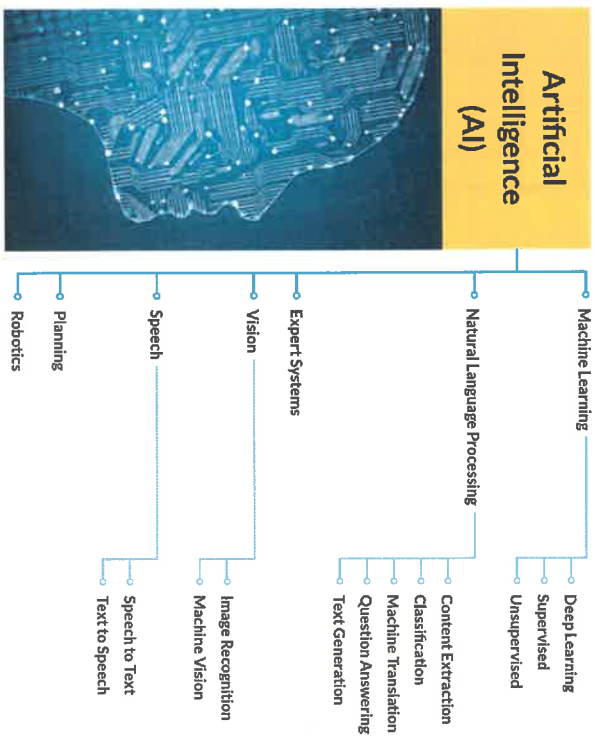 Artificial
Intelligence
(AI)
Machine Learning
Deep Learning
Supervised
Unsupervised
Natural Language Processing
Content Extraction
Classification
Machine Translation
Question Answering
Text Generation
Expert Systems
Vision
Image Recognition
Machine Vision
Speech
Speech to Text
Text to Speech
Planning
Robotics